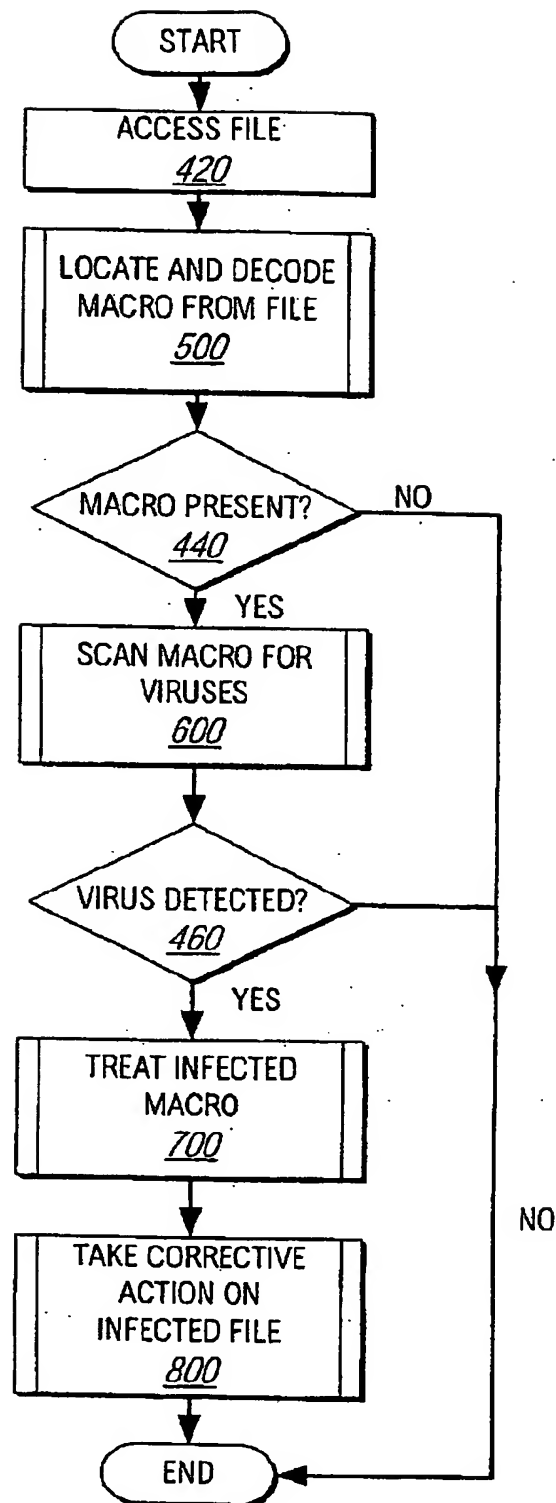 START
ACCESS FILE
420
LOCATE AND DECODE
MACRO FROM FILE
500
MACRO PRESENT?
440
NO
YES
SCAN MACRO FOR
VIRUSES
600
VIRUS DETECTED?
460
YES
TREAT INFECTED
MACRO
700
NO
TAKE CORRECTIVE
ACTION ON
INFECTED FILE
800
END